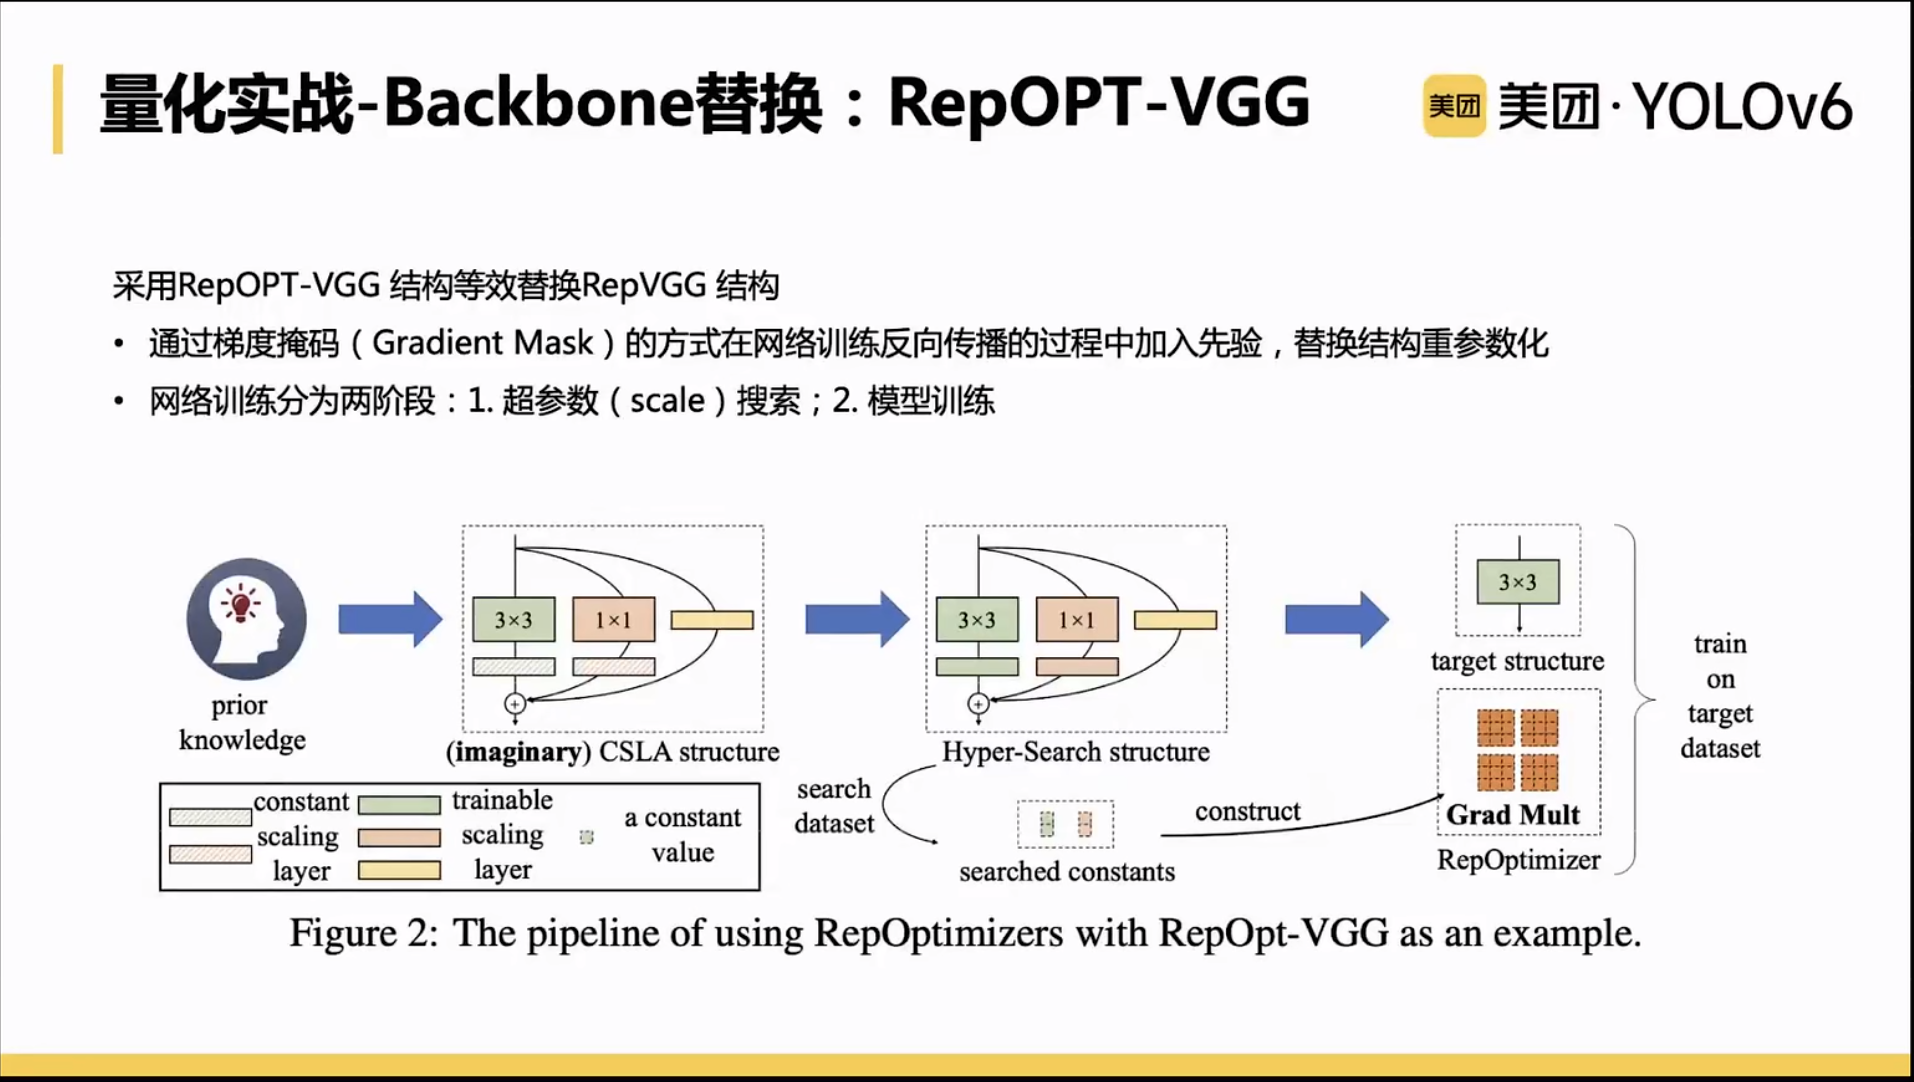 量化实战-Backbone替换：RepOPT-VGG
美团 美团·YOLOv6
采用RepOPT-VGG 结构等效替换RepVGG 结构
• 通过梯度掩码（Gradient Mask）的方式在网络训练反向传播的过程中加入先验，替换结构重参数化
• 网络训练分为两阶段：1. 超参数（scale）搜索；2. 模型训练
prior
knowledge
3×3
1×1
+
(imaginary) CSLA structure
3×3
1×1
+
Hyper-Search structure
3×3
target structure
Grad Mult
RepOptimizer
train
on
target
dataset
constant
scaling
layer
trainable
scaling
layer
a constant
value
search
dataset
searched constants
construct
Figure 2: The pipeline of using RepOptimizers with RepOpt-VGG as an example.